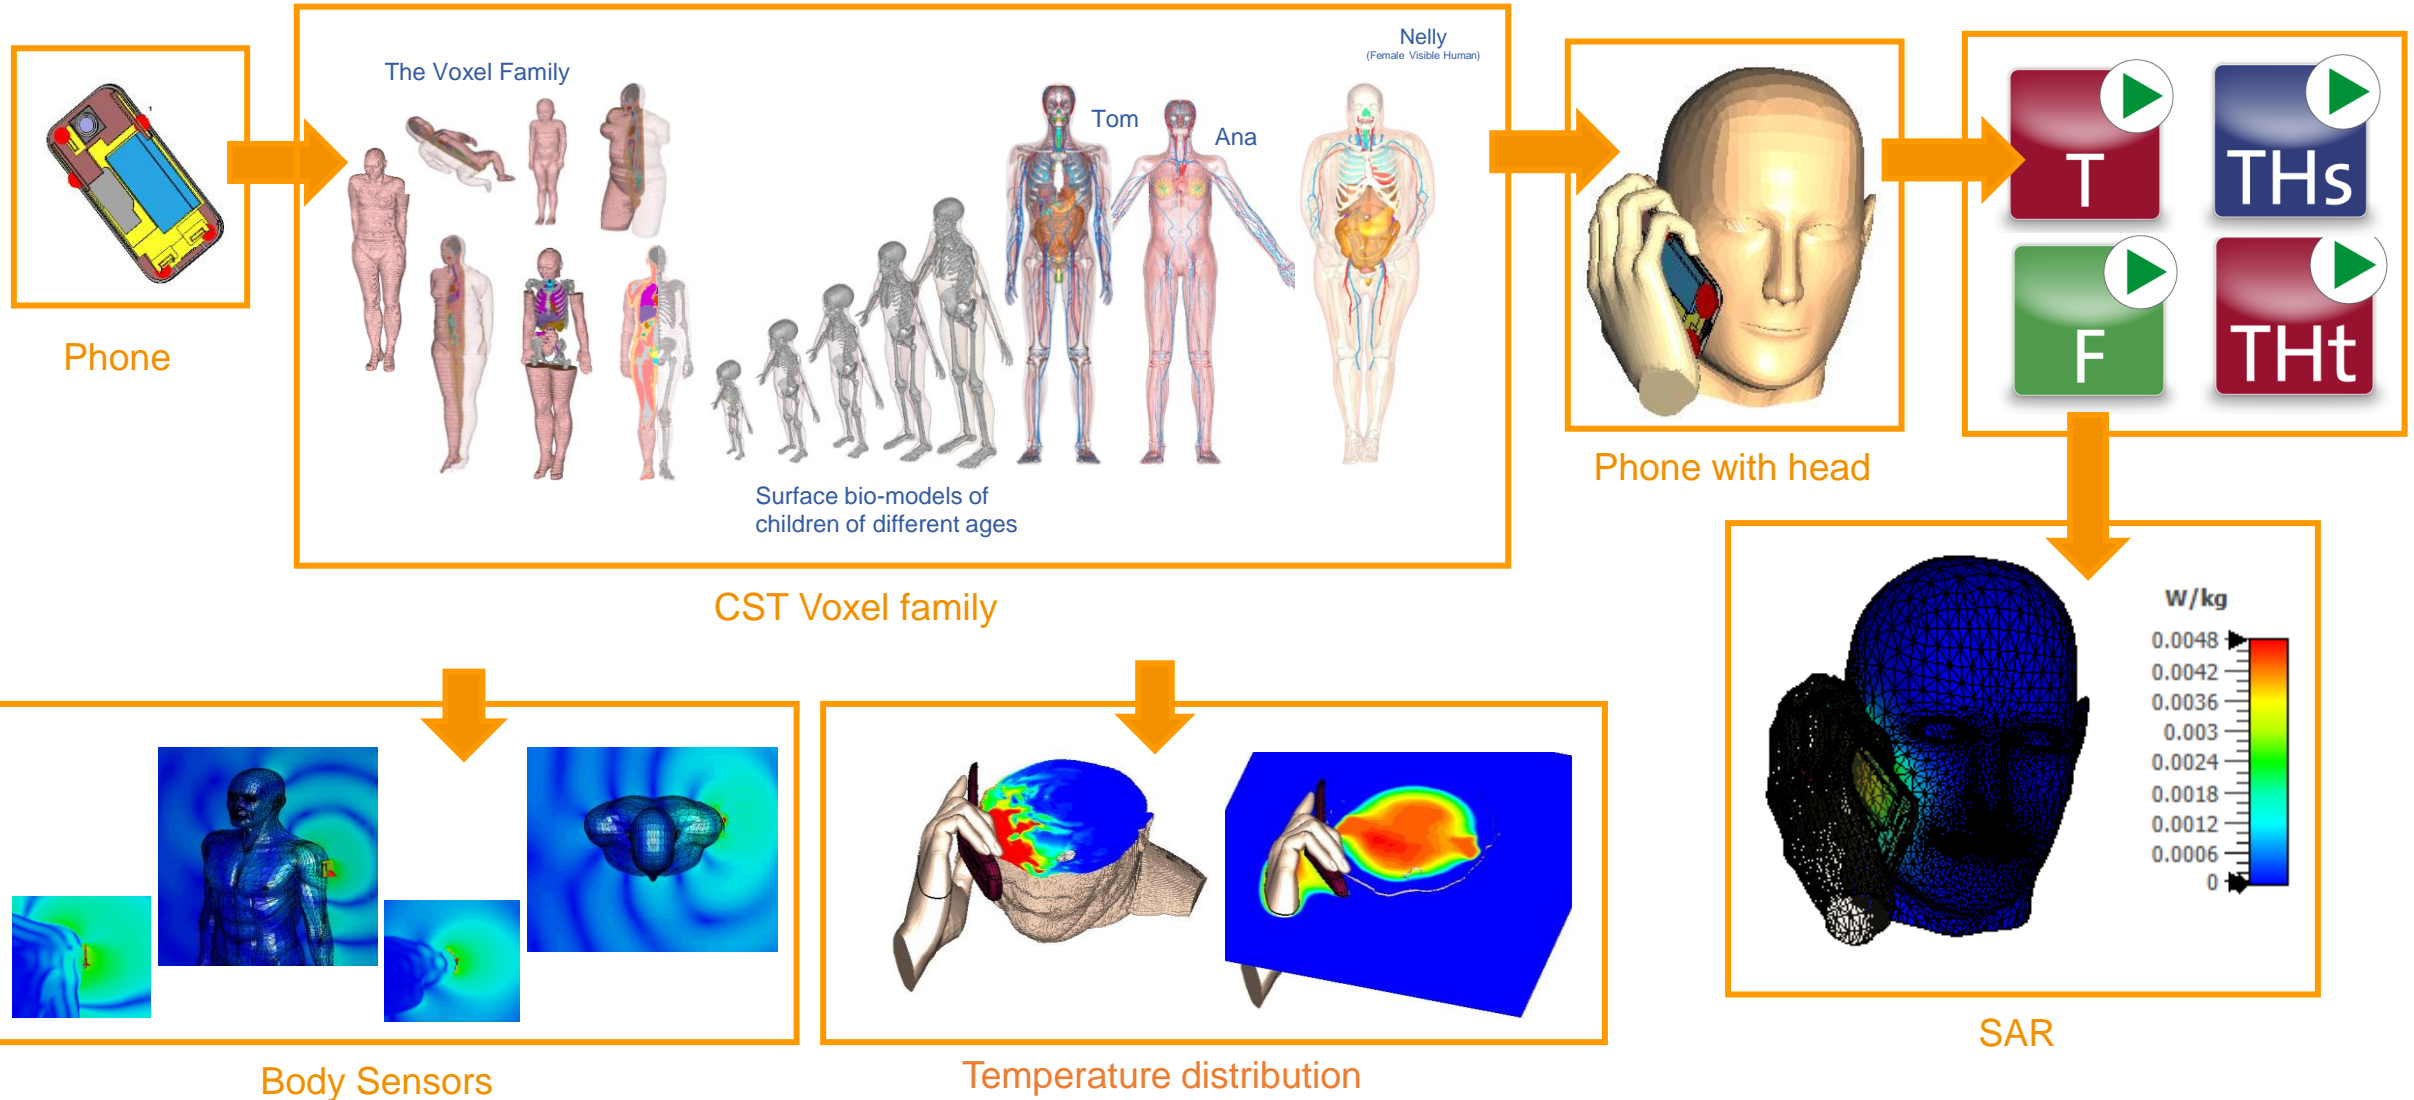 1
Phone
The Voxel Family
Tom
Ana
Nelly
(Female Visible Human)
Surface bio-models of
children of different ages
CST Voxel family
Phone with head
T
THs
F
THt
W/kg
0.0048
0.0042
0.0036
0.003
0.0024
0.0018
0.0012
0.0006
0
SAR
Body Sensors
Temperature distribution